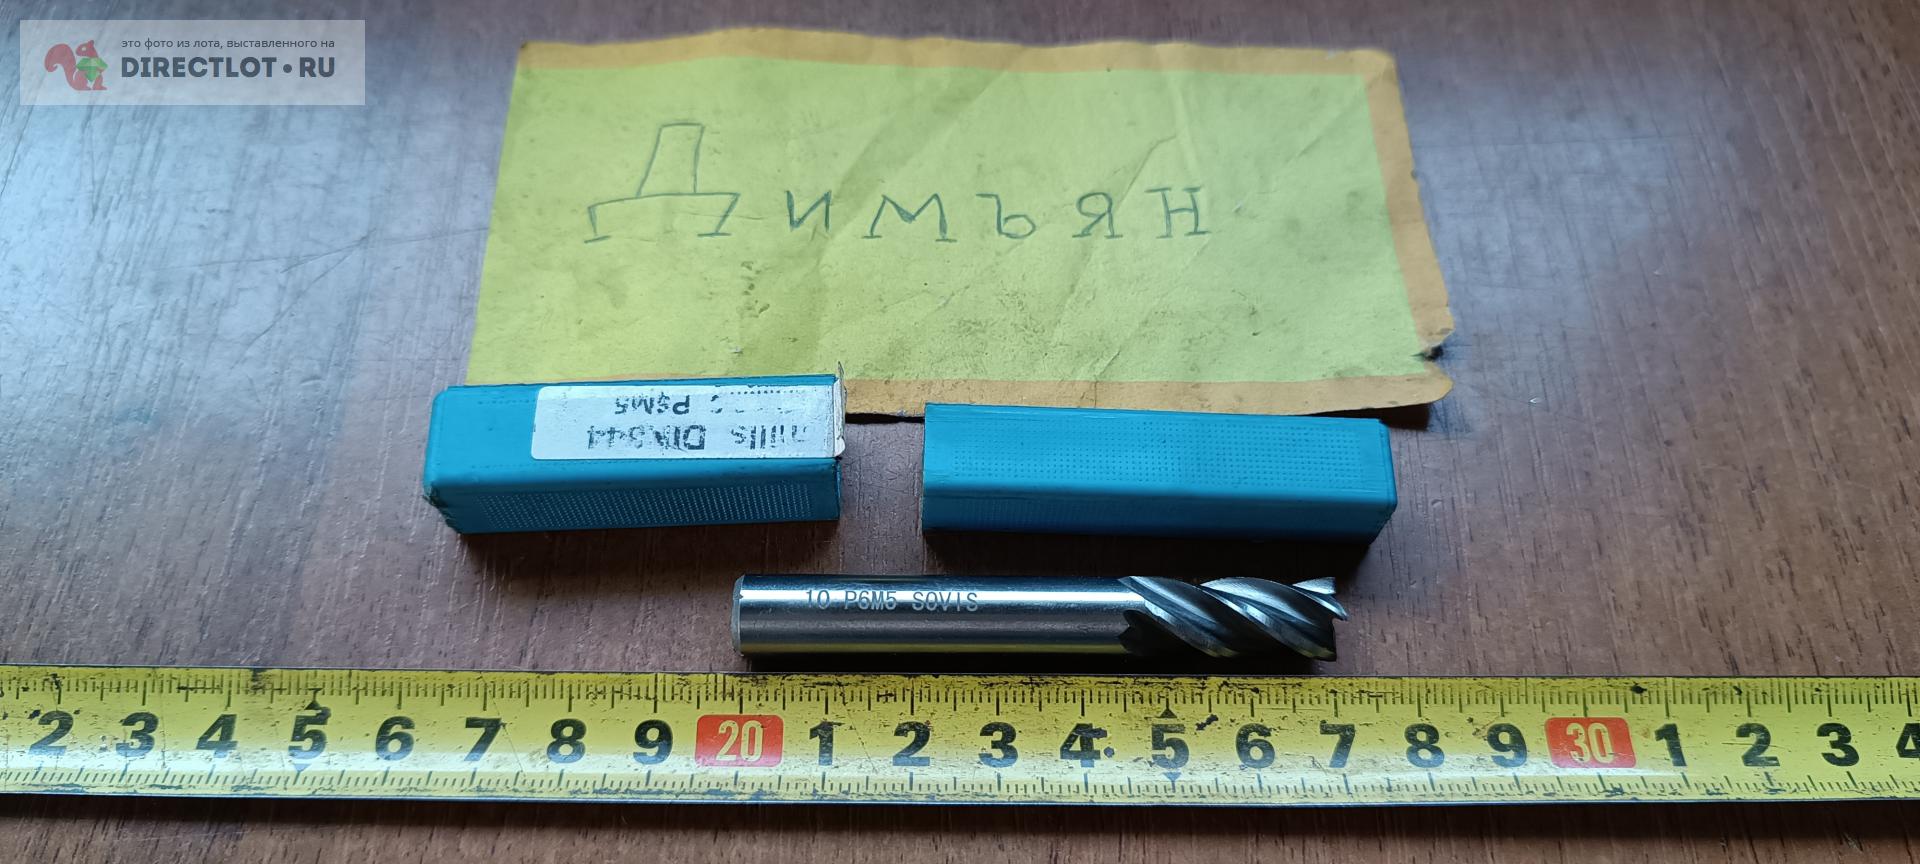 это фото из лота, выставленного на
DIRECTLOT•RU
Димъян
mills DIN844
P6M5
10 P6M5 SOVIS
2 3 4 5 6 7 8 9 20 1 2 3 4 5 6 7 8 9 30 1 2 3 4